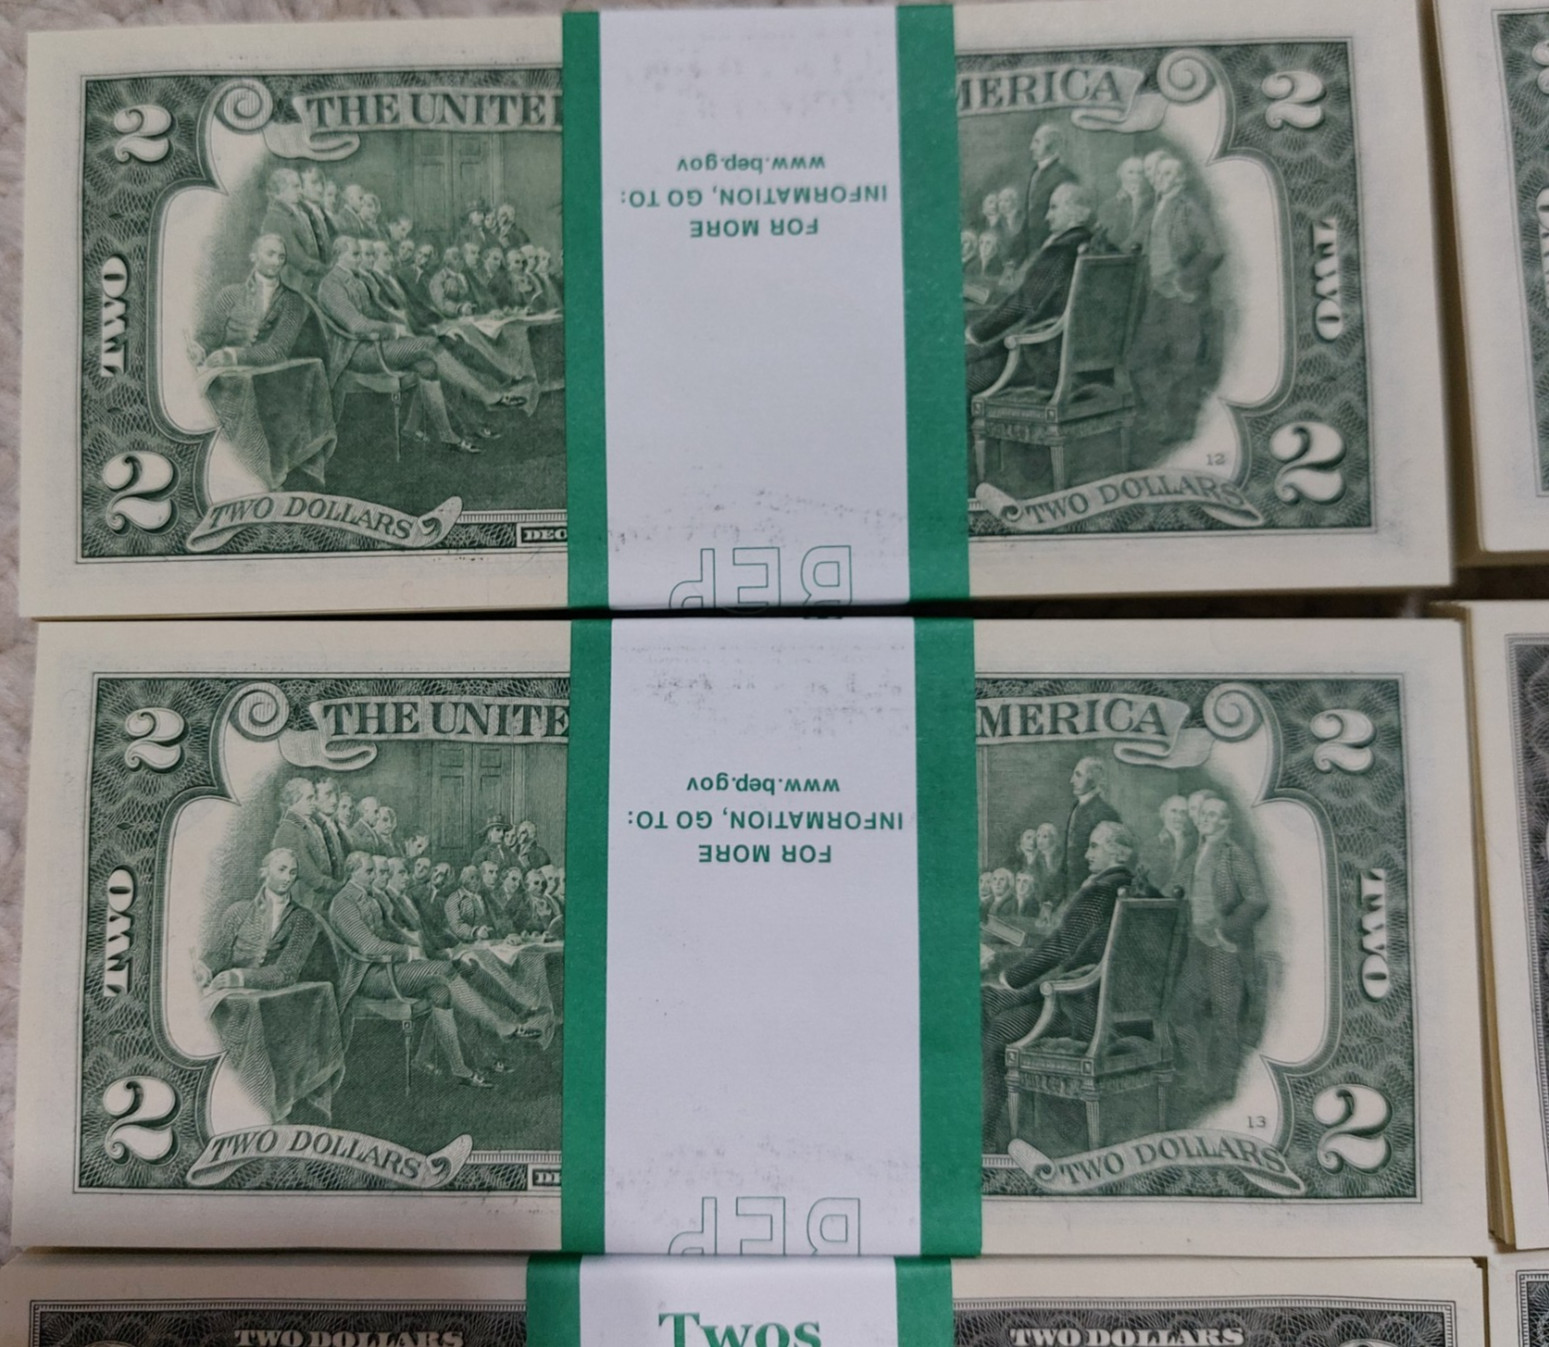 2 THE UNITE MERICA 2
www.bep.gov
INFORMATION, GO TO:
FOR MORE
TWO TWO
12
2 TWO DOLLARS DEC TWO DOLLARS 2
BEP
2 THE UNITE MERICA 2
www.bep.gov
INFORMATION, GO TO:
FOR MORE
TWO TWO
13
2 TWO DOLLARS DE TWO DOLLARS 2
BEP
TWO DOLLARS Twos TWO DOLLARS